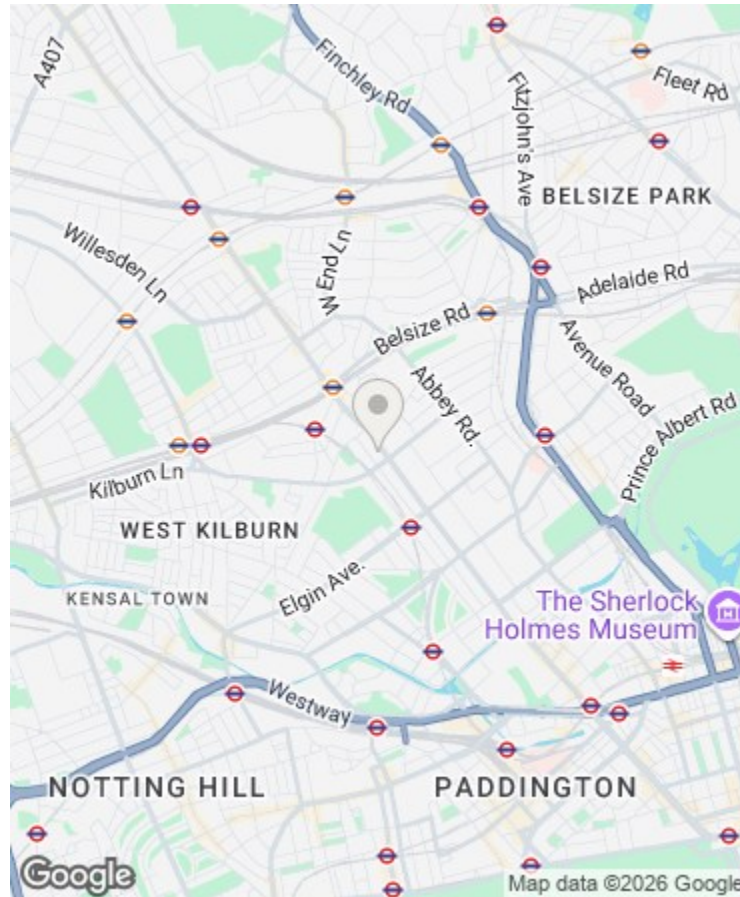 A407
Finchley Rd
Fitzjohn's Ave
Fleet Rd
BELSIZE PARK
Willesden Ln
W End Ln
Adelaide Rd
Belsize Rd
Avenue Road
Abbey Rd.
Prince Albert Rd
Kilburn Ln
WEST KILBURN
Elgin Ave.
KENSAL TOWN
The Sherlock
Holmes Museum
Westway
NOTTING HILL
PADDINGTON
Google
Map data ©2026 Google